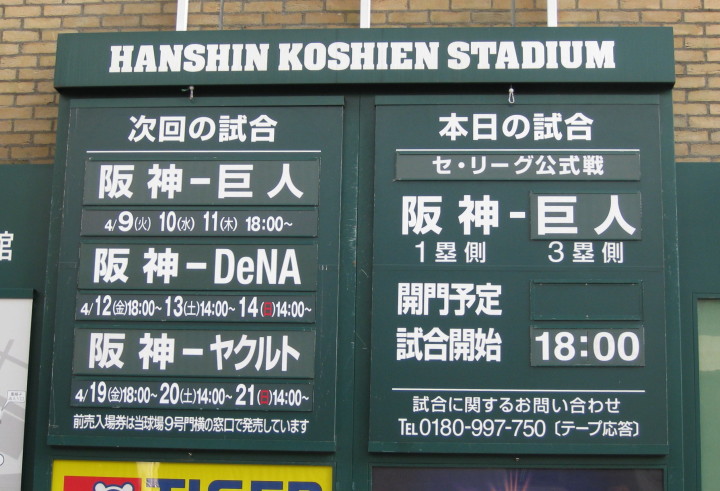 HANSHIN KOSHIEN STADIUM
次回の試合
阪神－巨人
4/9(火) 10(水) 11(木) 18:00~
阪神－DeNA
4/12(金)18:00~ 13(土)14:00~ 14(日)14:00~
阪神－ヤクルト
4/19(金)18:00~ 20(土)14:00~ 21(日)14:00~
前売入場券は当球場9号門横の窓口で発売しています
本日の試合
セ・リーグ公式戦
阪神－巨人
1塁側 3塁側
開門予定
試合開始 18:00
試合に関するお問い合わせ
TEL0180-997-750〔テープ応答〕
館
TIGER